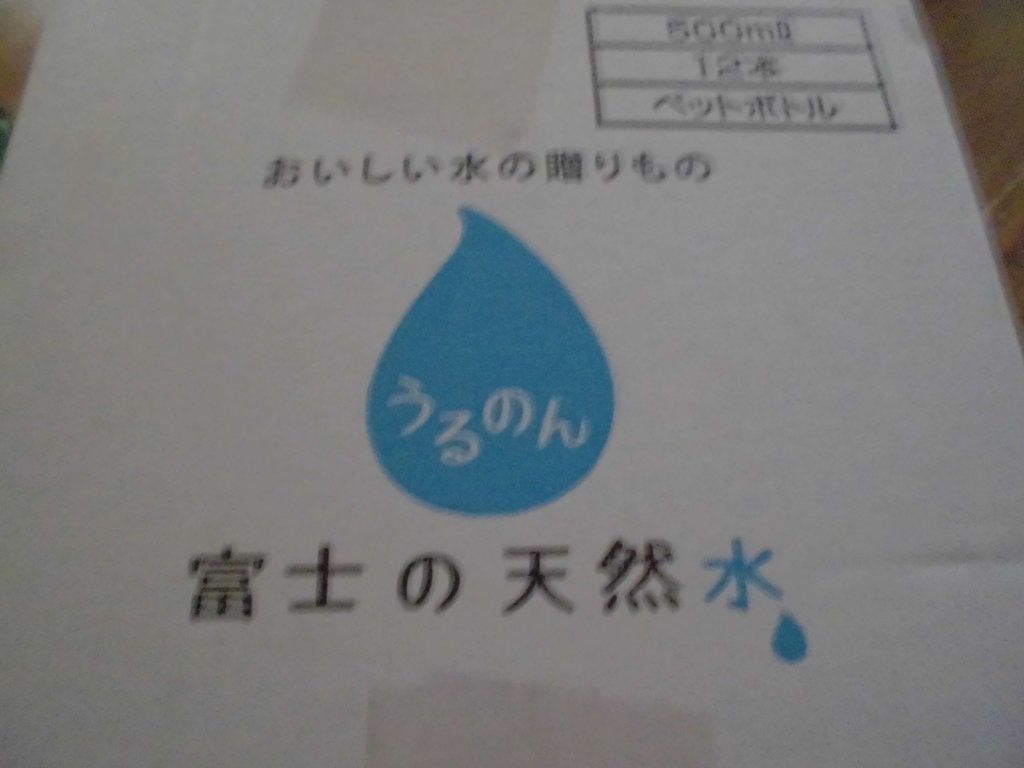 500ml
12本
ペットボトル
おいしい水の贈りもの
うるのん
富士の天然水